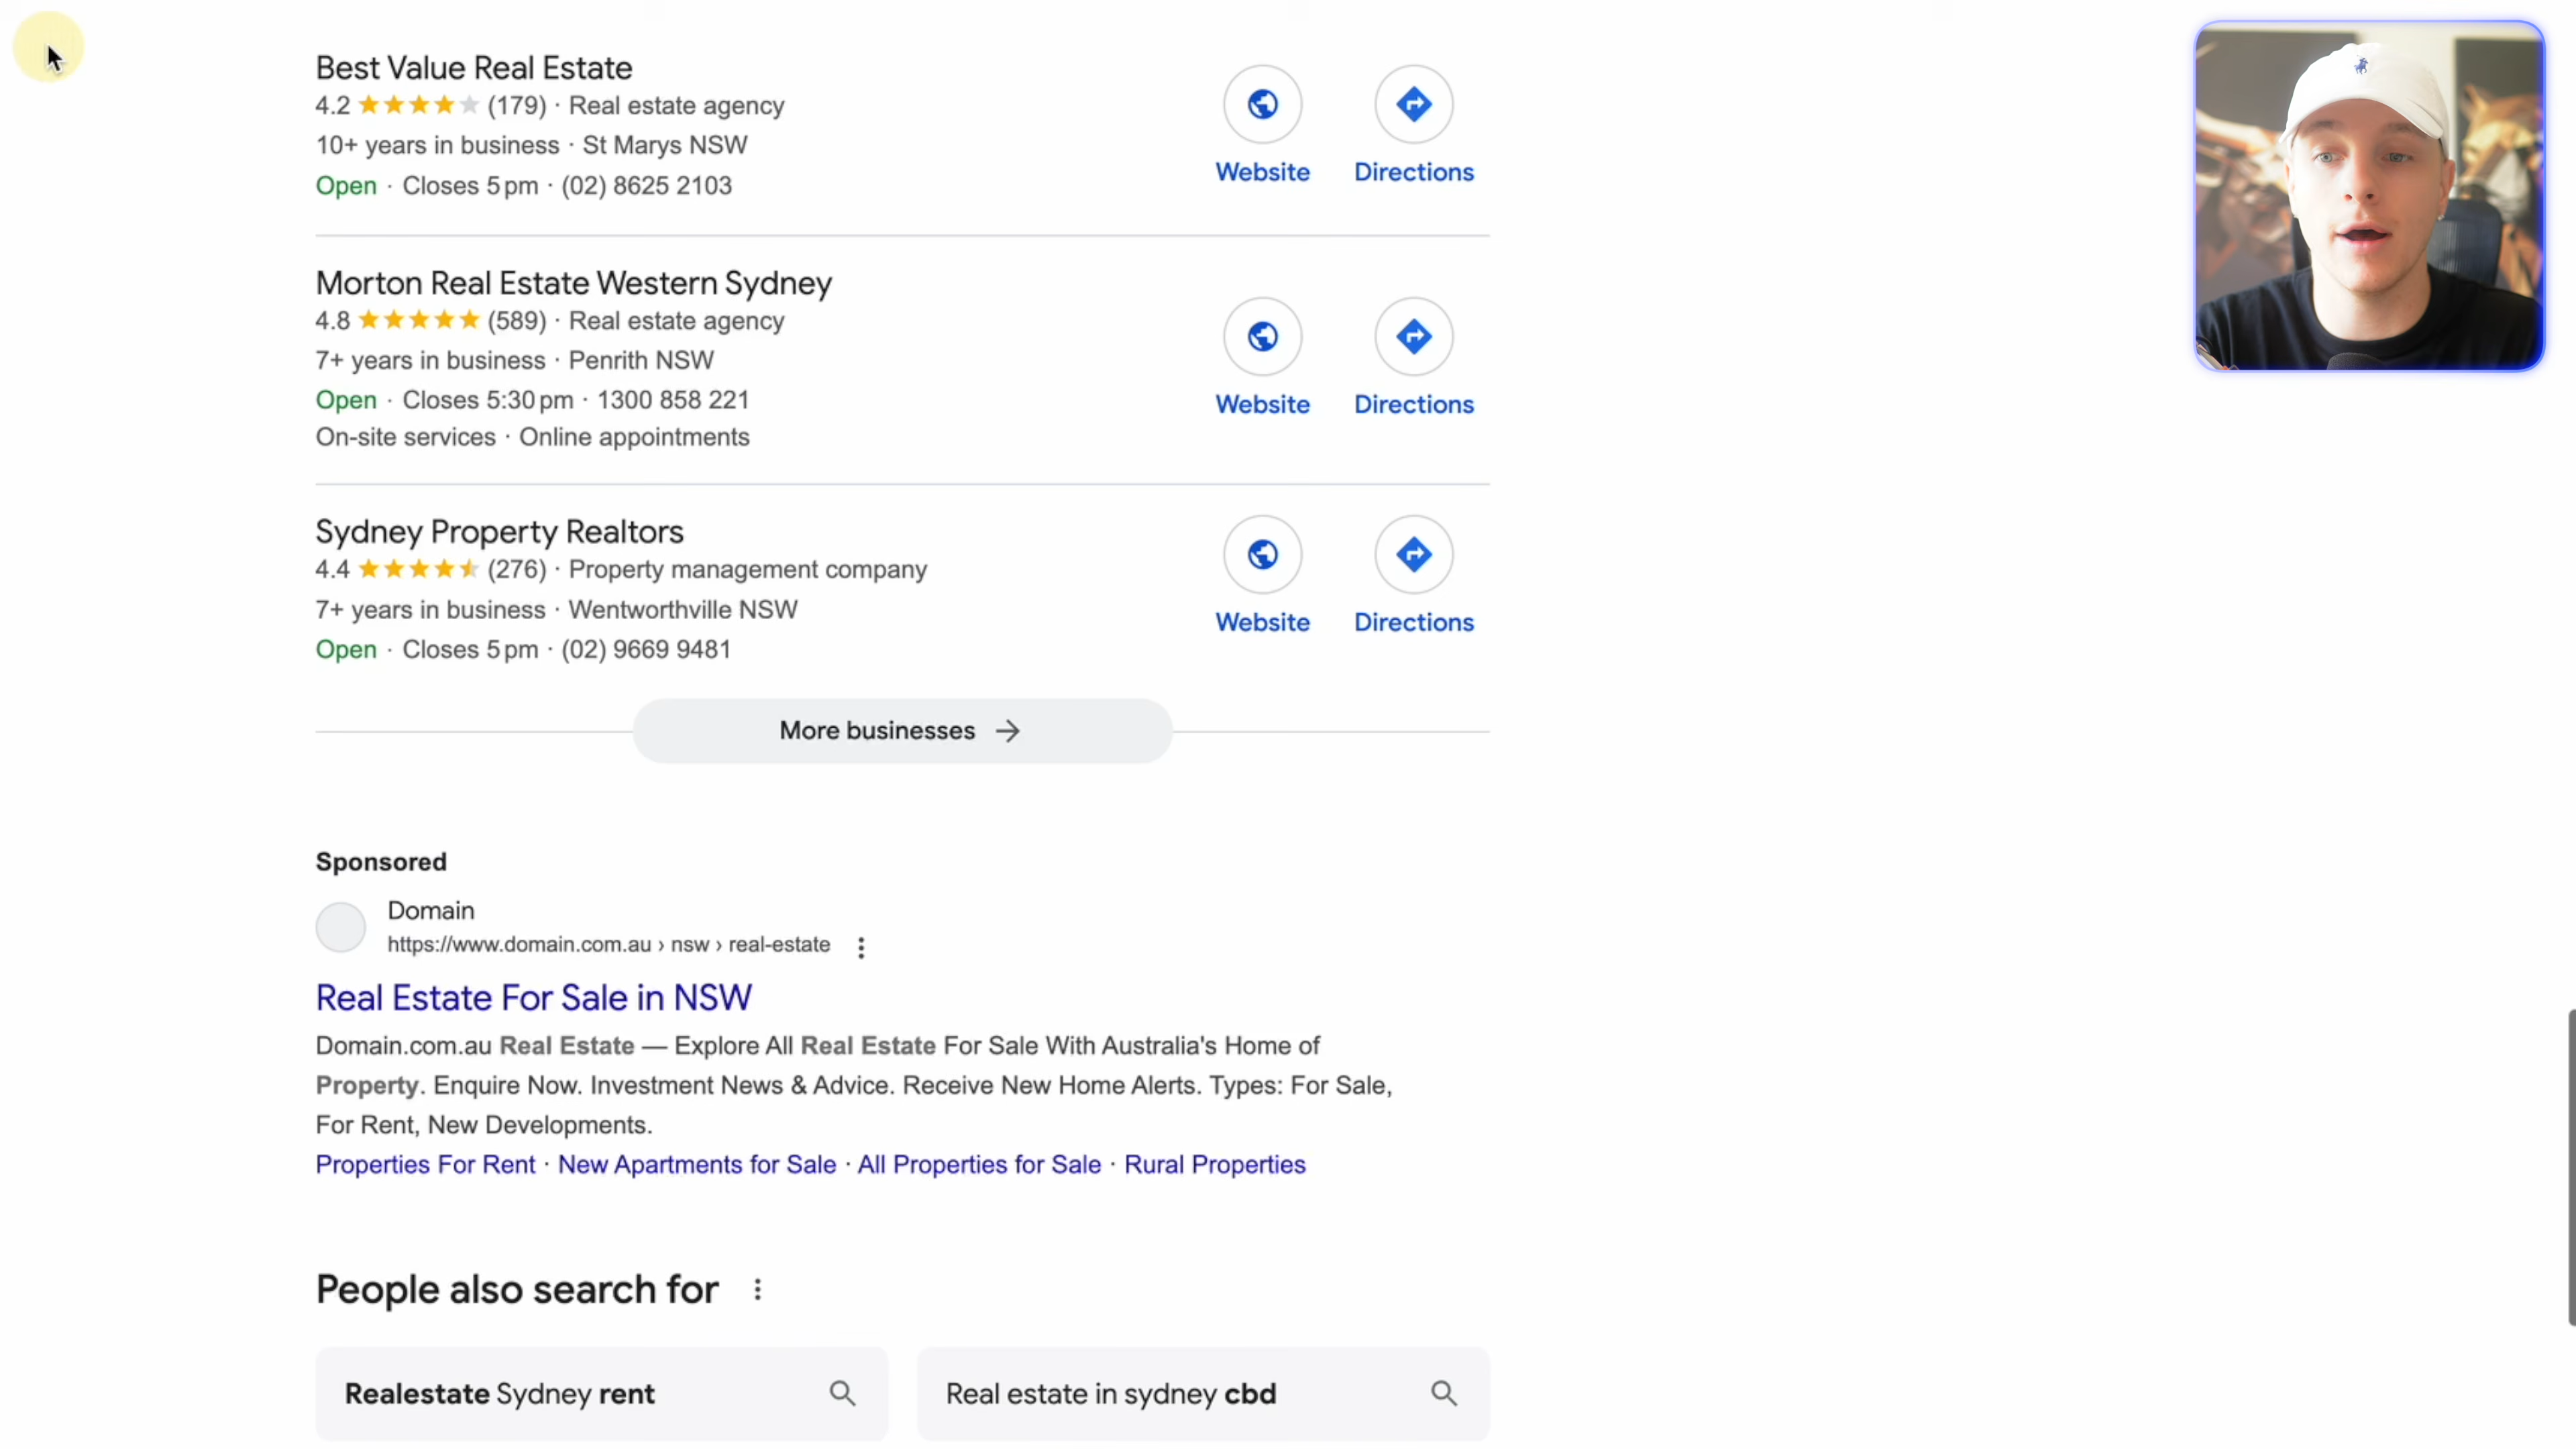 Best Value Real Estate
4.2 (179) · Real estate agency
10+ years in business · St Marys NSW
Open · Closes 5 pm · (02) 8625 2103
Website
Directions
Morton Real Estate Western Sydney
4.8 (589) · Real estate agency
7+ years in business · Penrith NSW
Open · Closes 5:30 pm · 1300 858 221
On-site services · Online appointments
Website
Directions
Sydney Property Realtors
4.4 (276) · Property management company
7+ years in business · Wentworthville NSW
Open · Closes 5 pm · (02) 9669 9481
Website
Directions
More businesses
Sponsored
Domain
https://www.domain.com.au › nsw › real-estate
Real Estate For Sale in NSW
Domain.com.au Real Estate — Explore All Real Estate For Sale With Australia's Home of
Property. Enquire Now. Investment News & Advice. Receive New Home Alerts. Types: For Sale,
For Rent, New Developments.
Properties For Rent · New Apartments for Sale · All Properties for Sale · Rural Properties
People also search for
Realestate Sydney rent
Real estate in sydney cbd